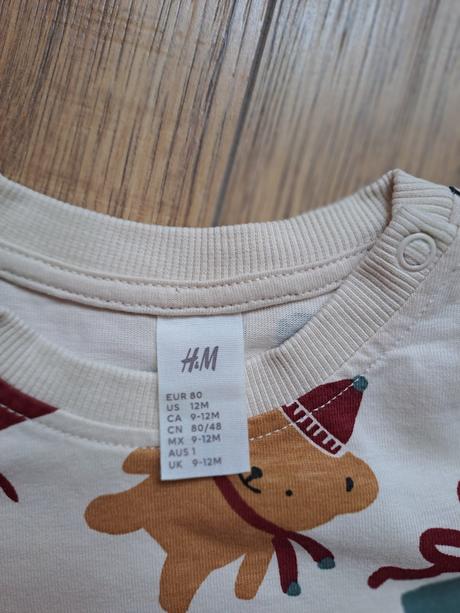 H&M
EUR 80
US 12M
CA 9-12M
CN 80/48
MX 9-12M
AUS 1
UK 9-12M